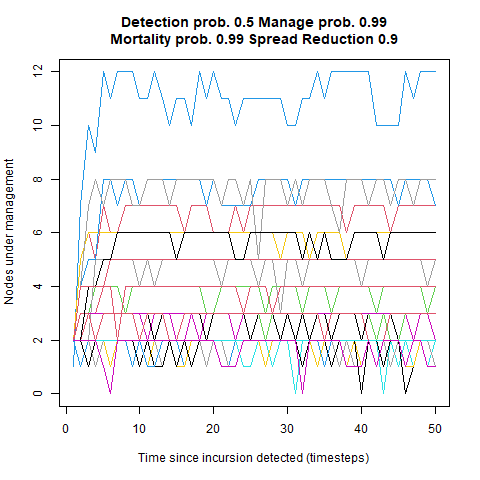 Detection prob. 0.5 Manage prob. 0.99
Mortality prob. 0.99 Spread Reduction 0.9
Nodes under management
12
10
8
6
4
2
0
0 10 20 30 40 50
Time since incursion detected (timesteps)